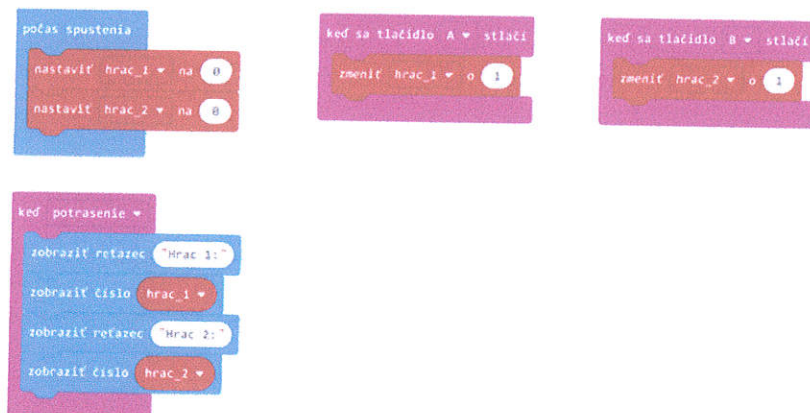 počas spustenia
nastaviť hrac_1 na 0
nastaviť hrac_2 na 0
keď sa tlačidlo A stlačí
zmeniť hrac_1 o 1
keď sa tlačidlo B stlačí
zmeniť hrac_2 o 1
keď potrasenie
zobraziť reťazec "Hrac 1:"
zobraziť číslo hrac_1
zobraziť reťazec "Hrac 2:"
zobraziť číslo hrac_2